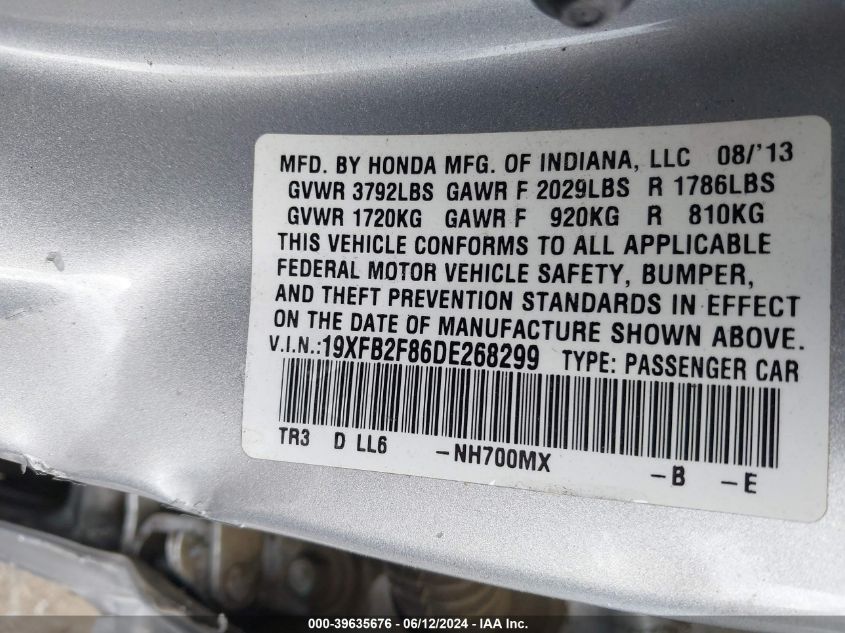 MFD. BY HONDA MFG. OF INDIANA, LLC 08/'13
GVWR 3792LBS GAWR F 2029LBS R 1786LBS
GVWR 1720KG GAWR F 920KG R 810KG
THIS VEHICLE CONFORMS TO ALL APPLICABLE
FEDERAL MOTOR VEHICLE SAFETY, BUMPER,
AND THEFT PREVENTION STANDARDS IN EFFECT
ON THE DATE OF MANUFACTURE SHOWN ABOVE.
V.I.N.:19XFB2F86DE268299 TYPE: PASSENGER CAR
TR3 D LL6 -NH700MX -B -E
000-39635676 - 06/12/2024 - IAA Inc.